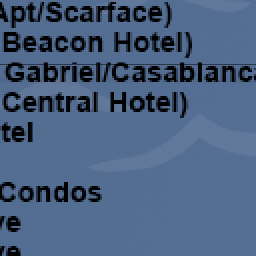 Apt/Scarface)
Beacon Hotel)
Gabriel/Casablanca
Central Hotel)
tel
Condos
ve
ve